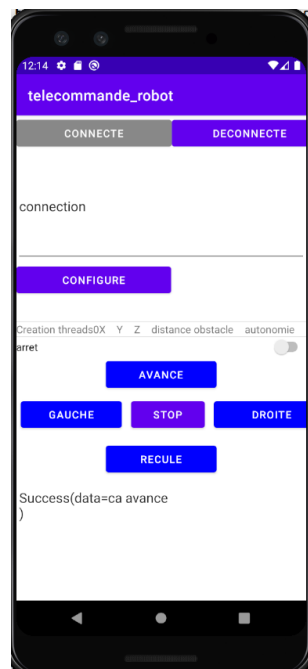 12:14
telecommande_robot
CONNECTE DECONNECTE
connection
CONFIGURE
Creation threads0X Y Z distance obstacle autonomie
arret
AVANCE
GAUCHE STOP DROITE
RECULE
Success(data=ca avance
)